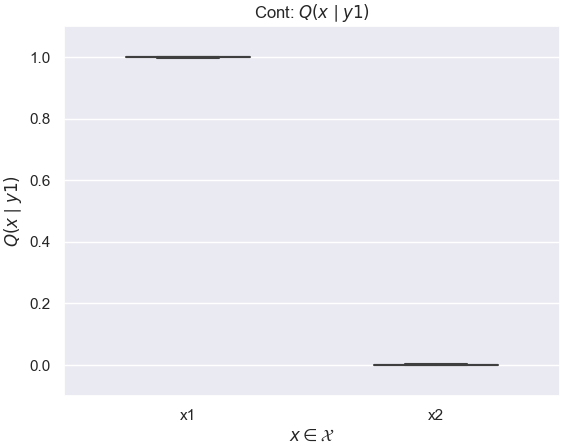 Cont: Q(x | y1)
Q(x | y1)
1.0
0.8
0.6
0.4
0.2
0.0
x1 x2
x ∈ 𝒳